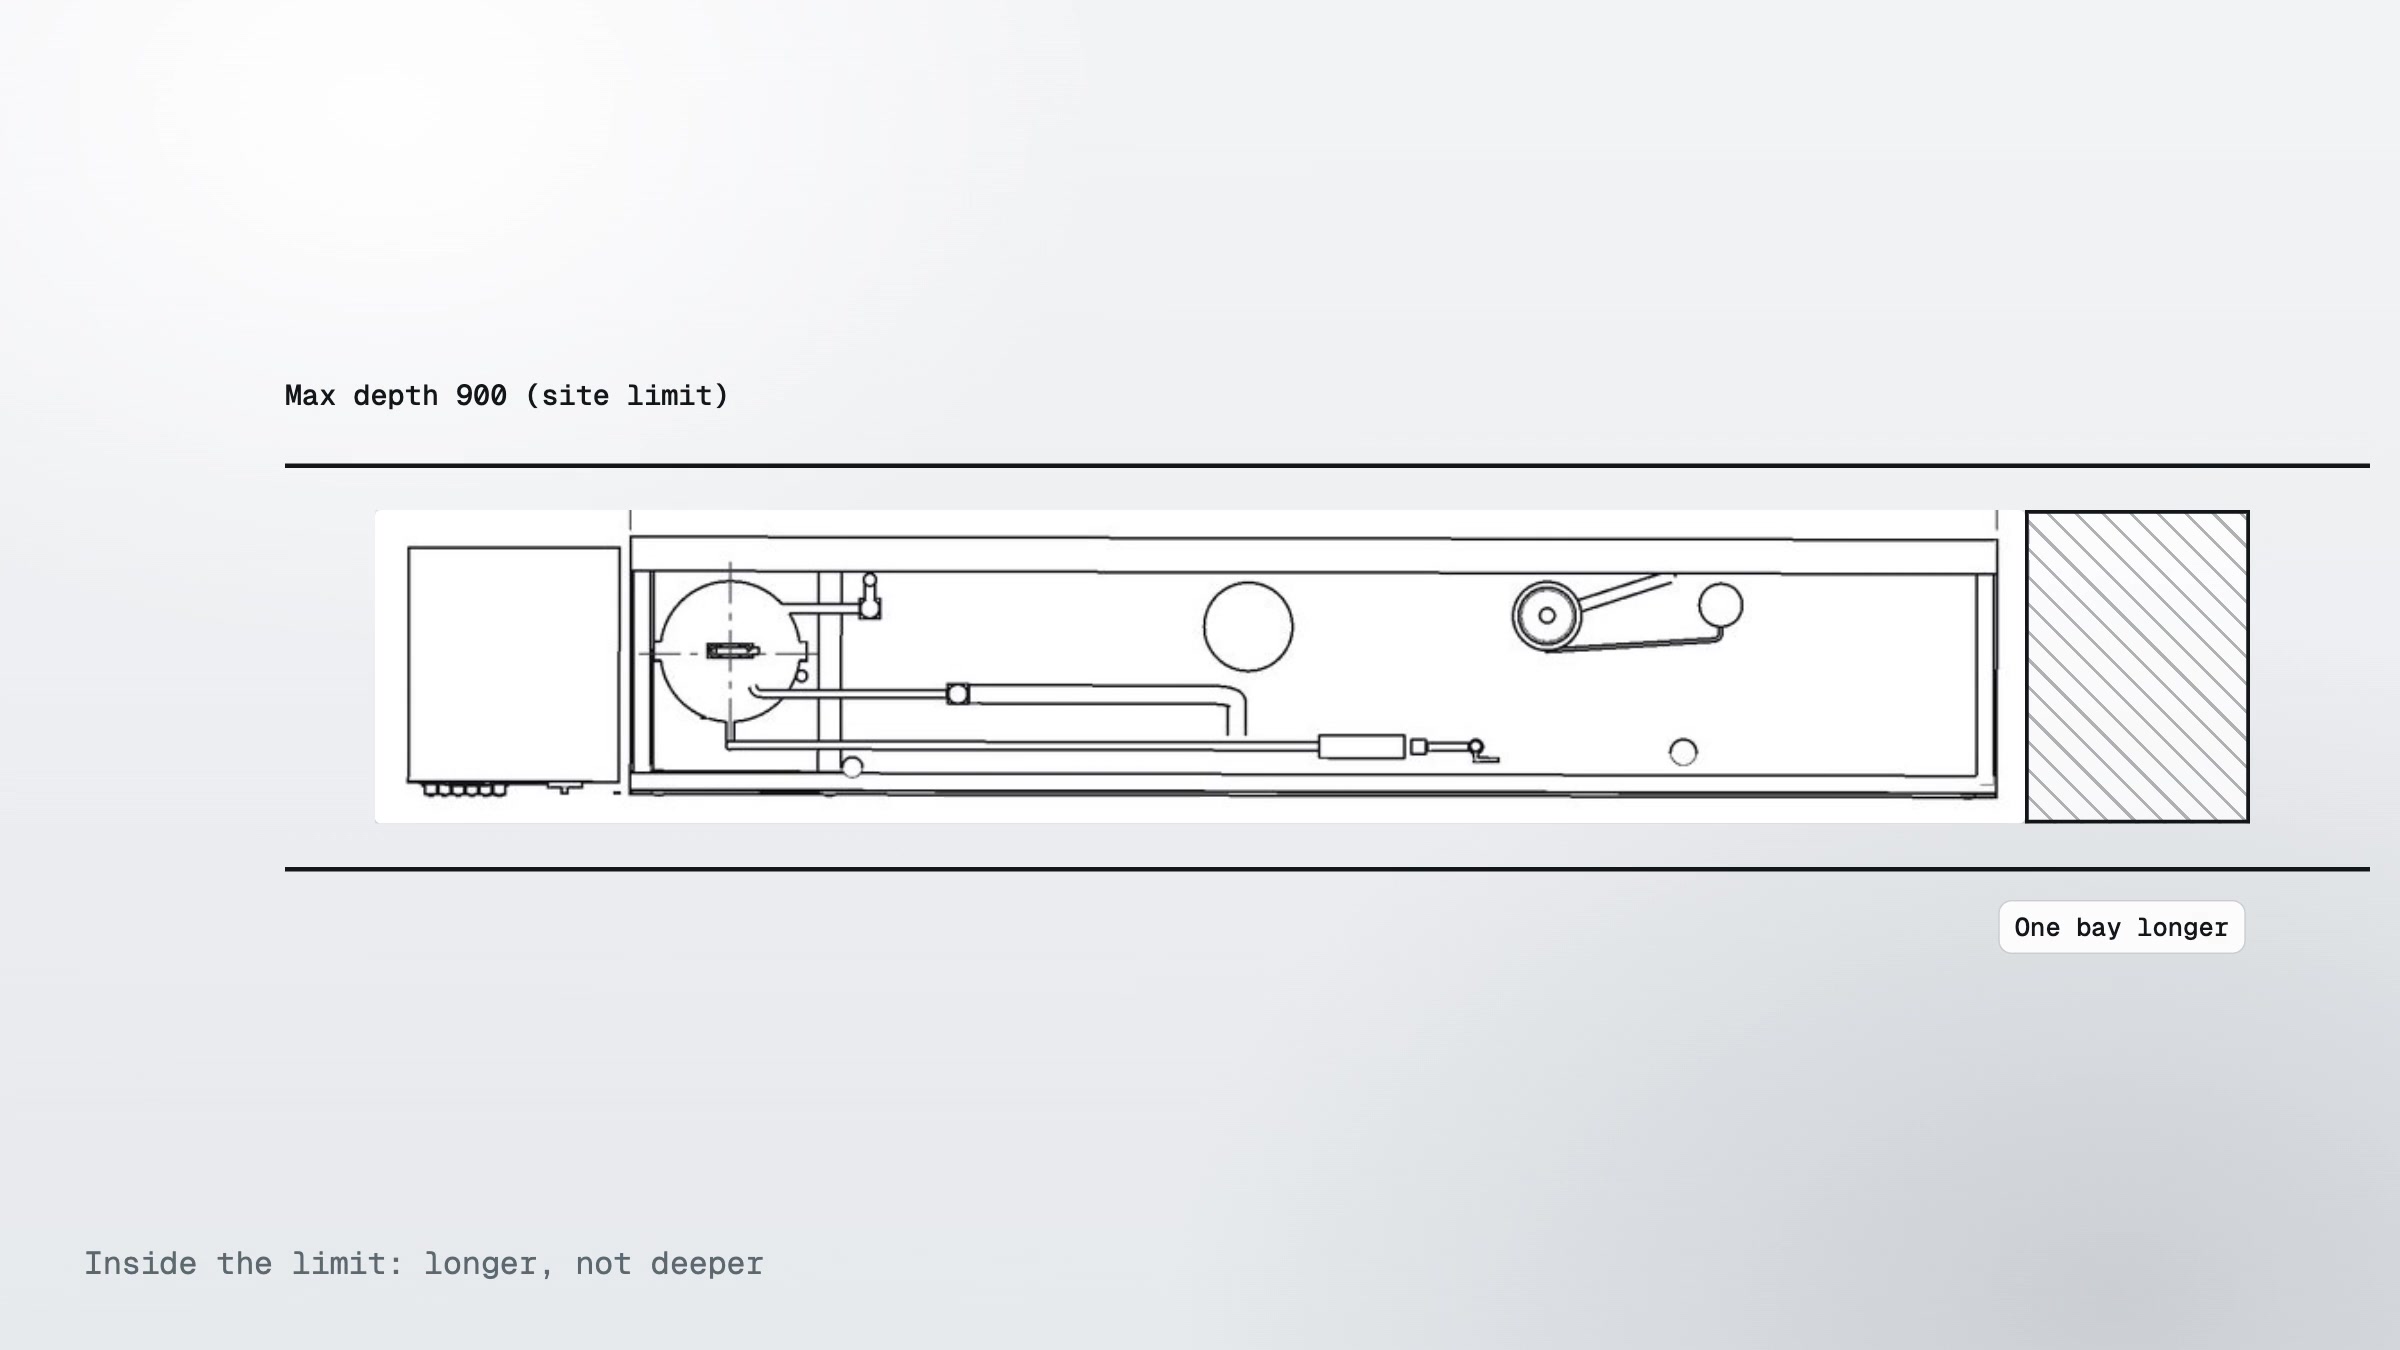 Max depth 900 (site limit)
One bay longer
Inside the limit: longer, not deeper